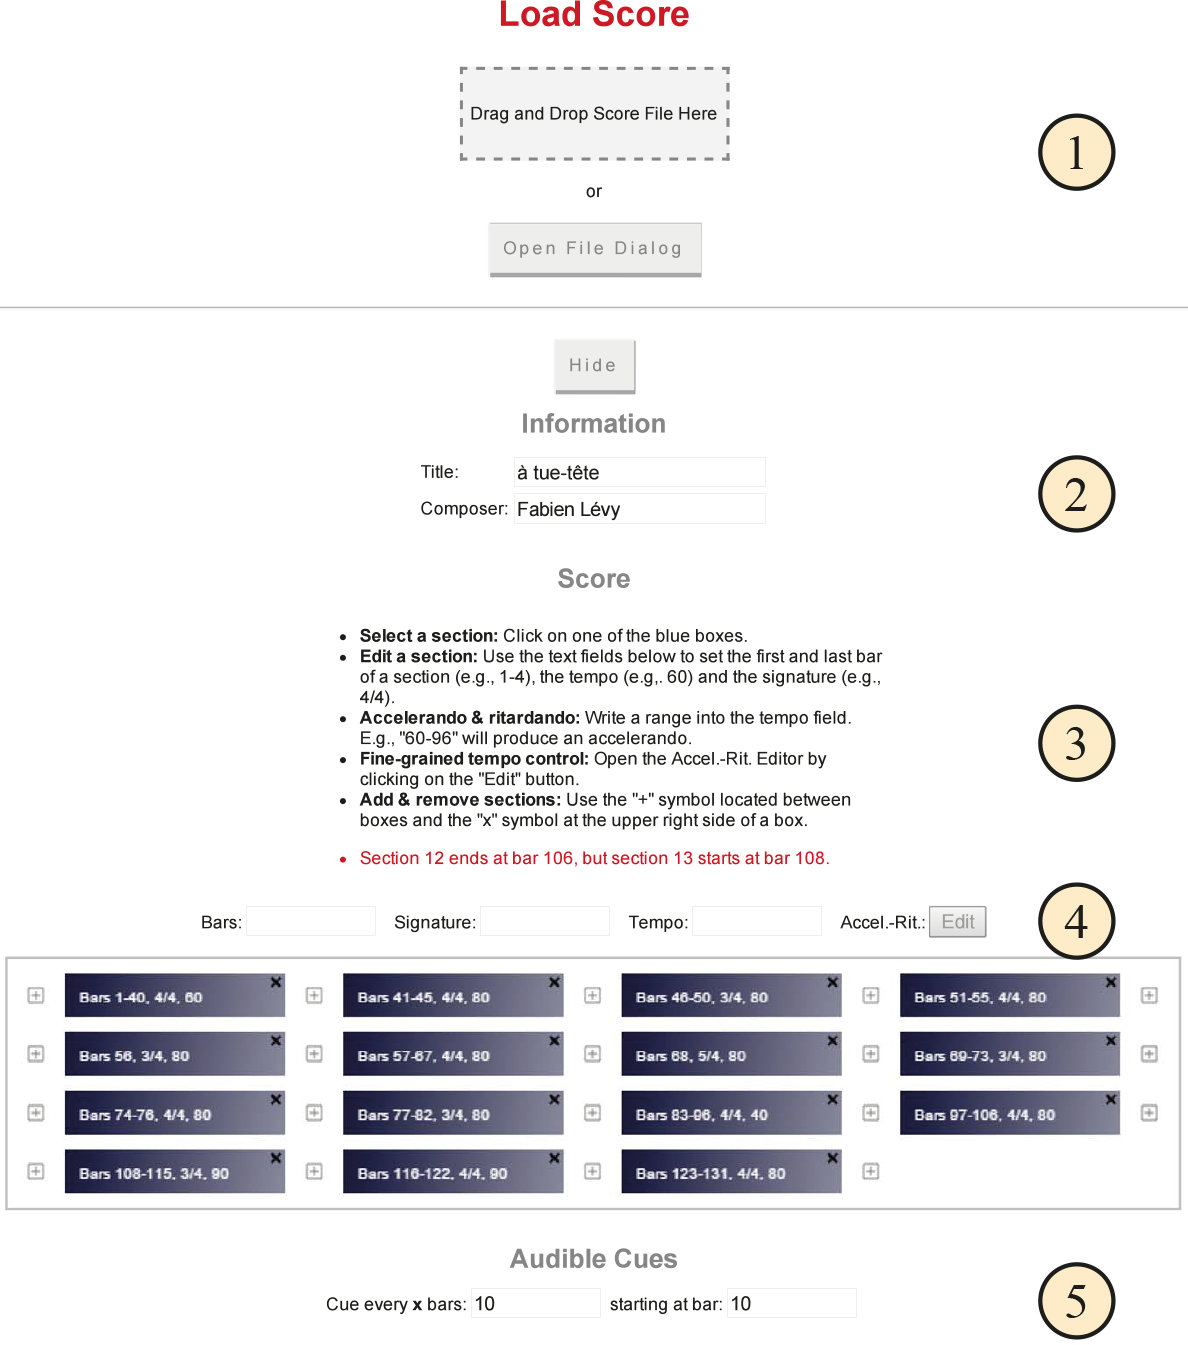 Load Score
Drag and Drop Score File Here
1
or
Open File Dialog
Hide
Information
Title: à tue-tête
2
Composer: Fabien Lévy
Score
• Select a section: Click on one of the blue boxes.
• Edit a section: Use the text fields below to set the first and last bar
of a section (e.g., 1-4), the tempo (e.g,. 60) and the signature (e.g.,
4/4).
• Accelerando & ritardando: Write a range into the tempo field.
E.g., "60-96" will produce an accelerando.
3
• Fine-grained tempo control: Open the Accel.-Rit. Editor by
clicking on the "Edit" button.
• Add & remove sections: Use the "+" symbol located between
boxes and the "x" symbol at the upper right side of a box.
• Section 12 ends at bar 106, but section 13 starts at bar 108.
Bars: Signature: Tempo: Accel.-Rit.: Edit
4
Bars 1-40, 4/4, 60 Bars 41-45, 4/4, 80 Bars 46-50, 3/4, 80 Bars 51-55, 4/4, 80
Bars 56, 3/4, 80 Bars 57-67, 4/4, 80 Bars 68, 5/4, 80 Bars 69-73, 3/4, 80
Bars 74-76, 4/4, 80 Bars 77-82, 3/4, 80 Bars 83-96, 4/4, 40 Bars 97-106, 4/4, 80
Bars 108-115, 3/4, 90 Bars 116-122, 4/4, 90 Bars 123-131, 4/4, 80
Audible Cues
Cue every x bars: 10 starting at bar: 10
5